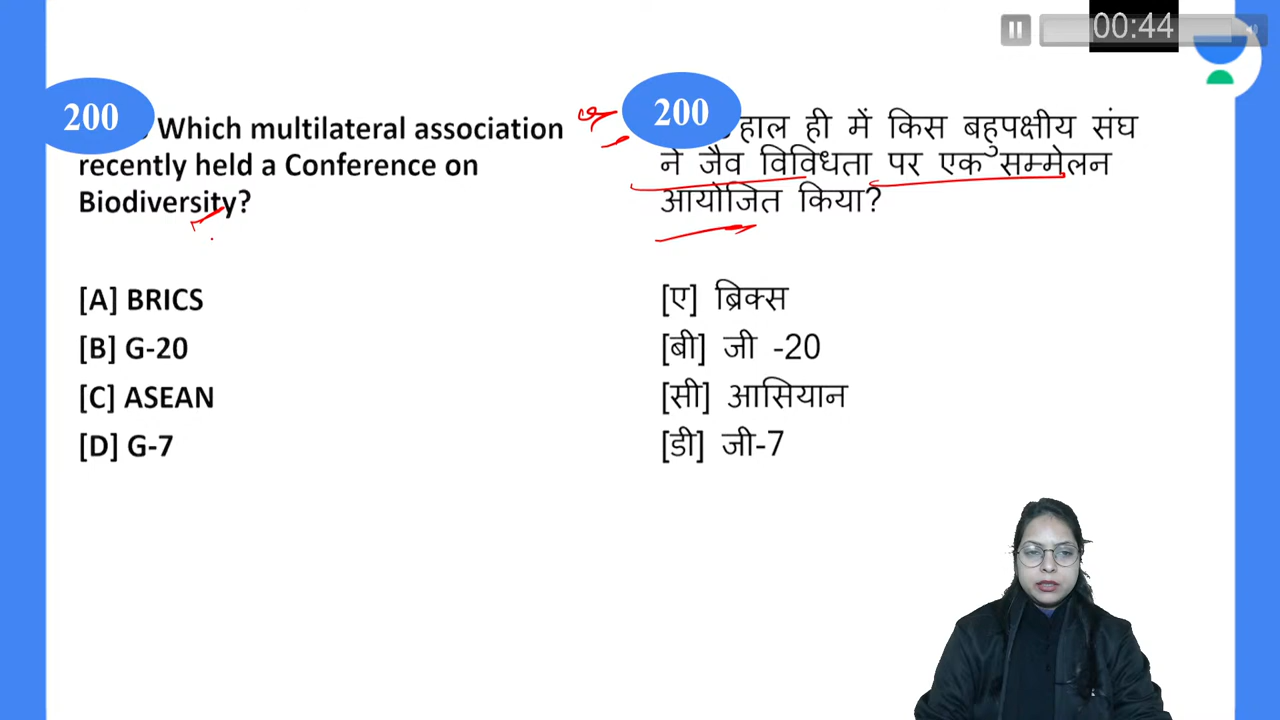 00:44
200
Which multilateral association
recently held a Conference on
Biodiversity?
[A] BRICS
[B] G-20
[C] ASEAN
[D] G-7
200
हाल ही में किस बहुपक्षीय संघ
ने जैव विविधता पर एक सम्मेलन
आयोजित किया?
[ए] ब्रिक्स
[बी] जी -20
[सी] आसियान
[डी] जी-7